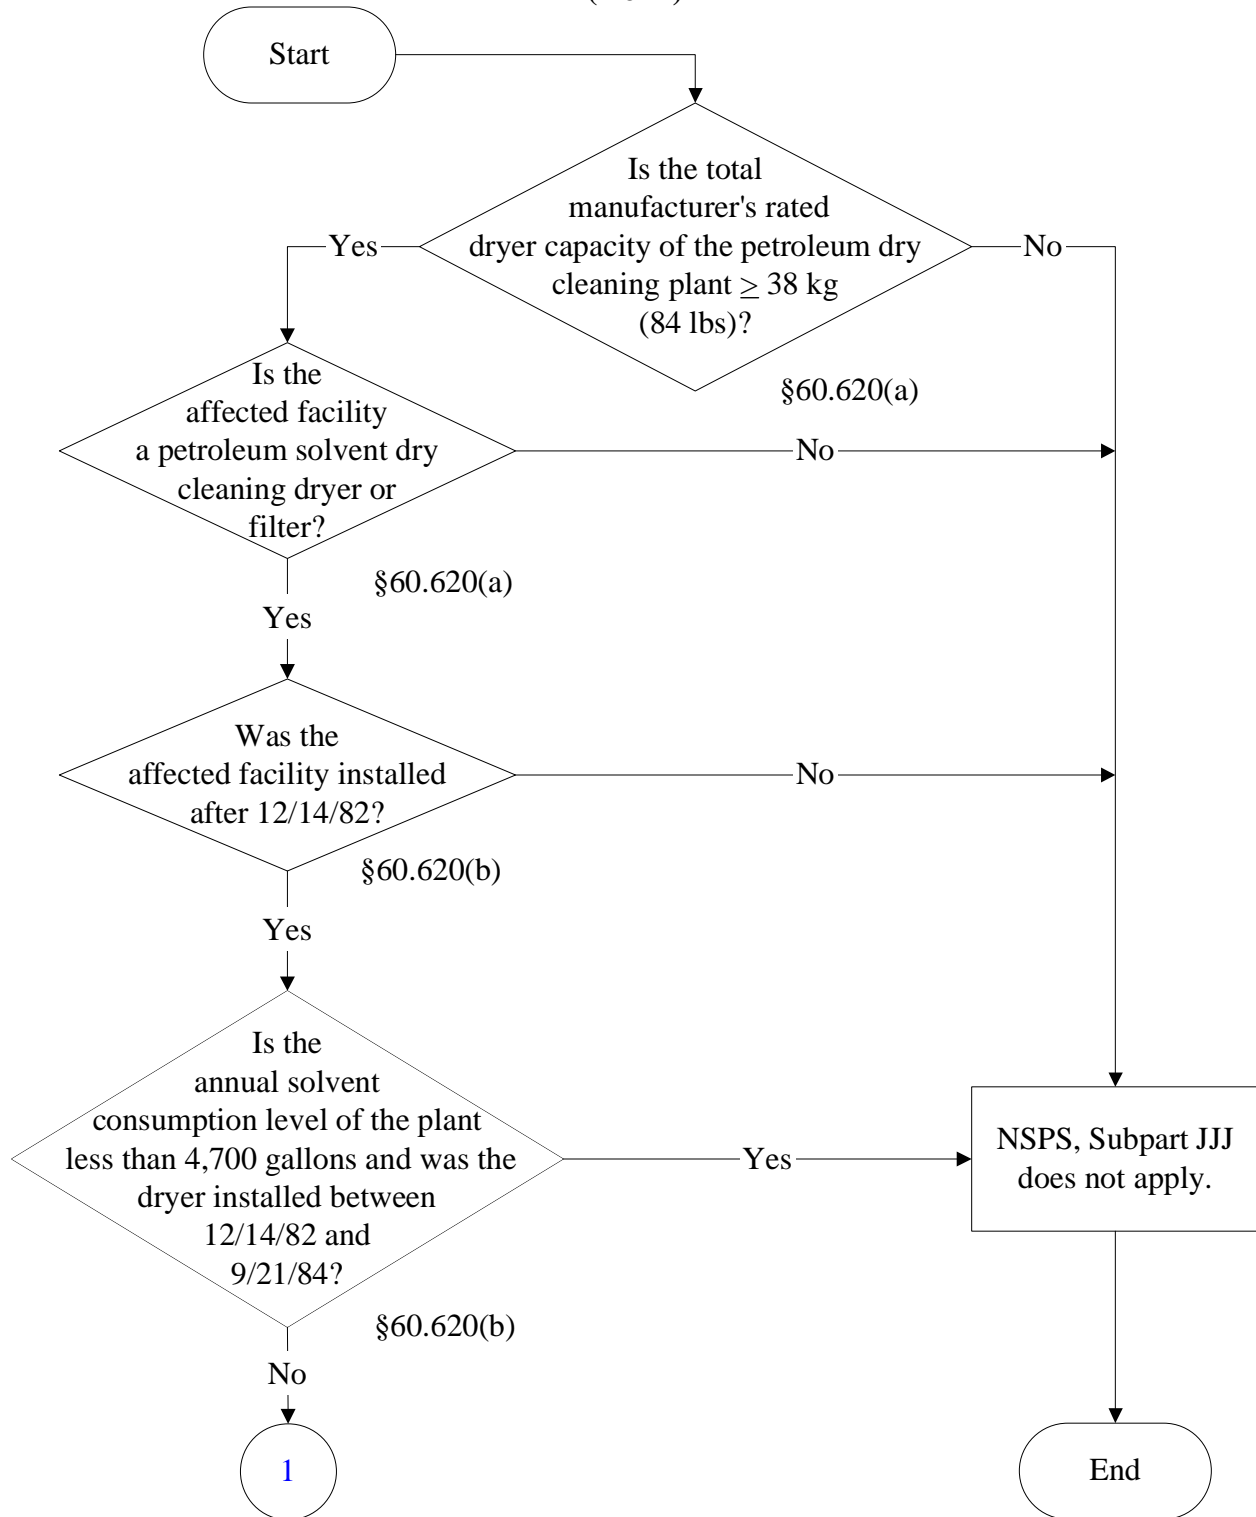 Start
Is the total
manufacturer's rated
dryer capacity of the petroleum dry
cleaning plant ≥ 38 kg
(84 lbs)?
Yes
No
§60.620(a)
Is the
affected facility
a petroleum solvent dry
cleaning dryer or
filter?
No
§60.620(a)
Yes
Was the
affected facility installed
after 12/14/82?
No
§60.620(b)
Yes
Is the
annual solvent
consumption level of the plant
less than 4,700 gallons and was the
dryer installed between
12/14/82 and
9/21/84?
Yes
NSPS, Subpart JJJ
does not apply.
§60.620(b)
No
1
End